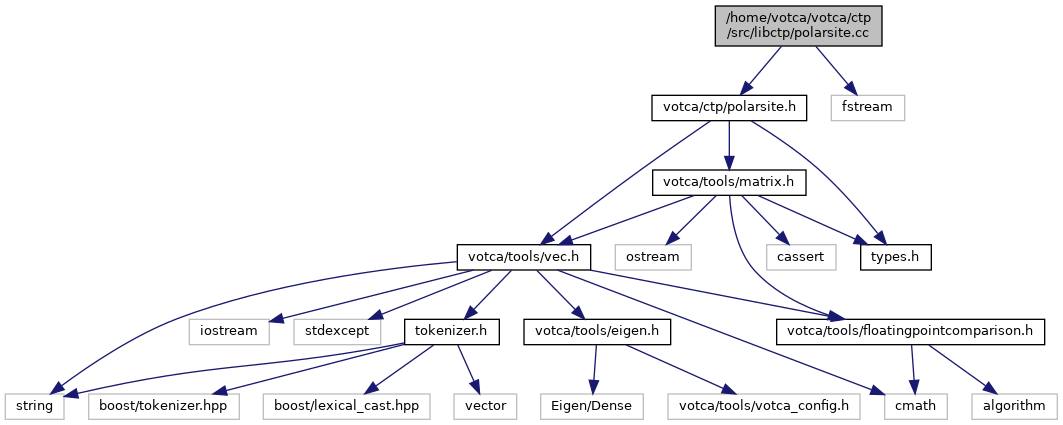 /home/votca/votca/ctp
/src/libctp/polarsite.cc
votca/ctp/polarsite.h
fstream
votca/tools/matrix.h
votca/tools/vec.h
ostream
cassert
types.h
iostream
stdexcept
tokenizer.h
votca/tools/eigen.h
votca/tools/floatingpointcomparison.h
string
boost/tokenizer.hpp
boost/lexical_cast.hpp
vector
Eigen/Dense
votca/tools/votca_config.h
cmath
algorithm